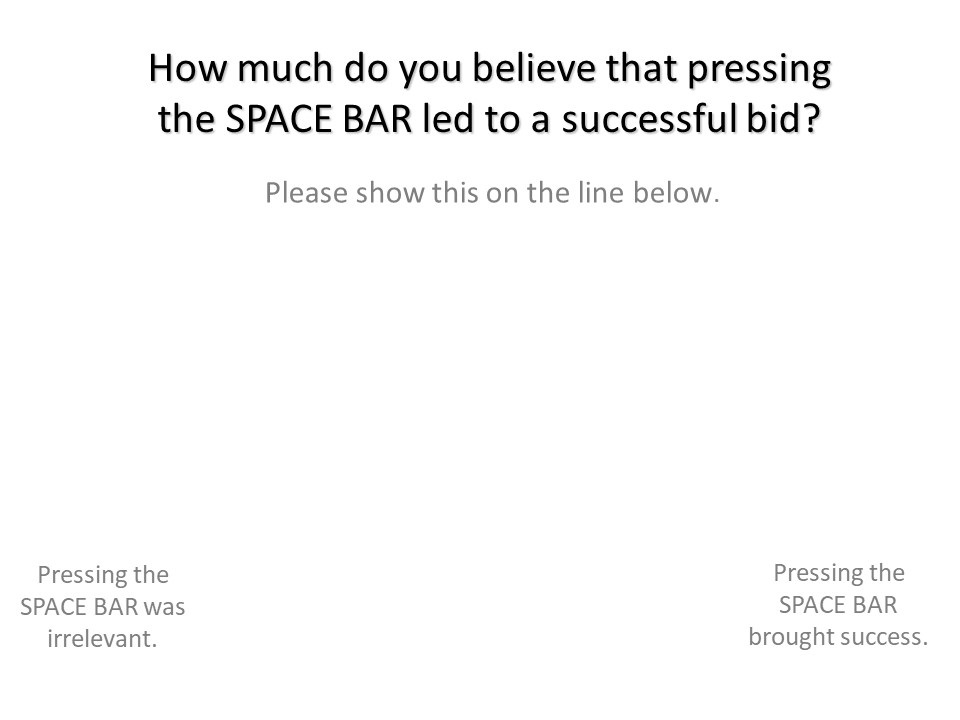 How much do you believe that pressing
the SPACE BAR led to a successful bid?
Please show this on the line below.
Pressing the
SPACE BAR was
irrelevant.
Pressing the
SPACE BAR
brought success.